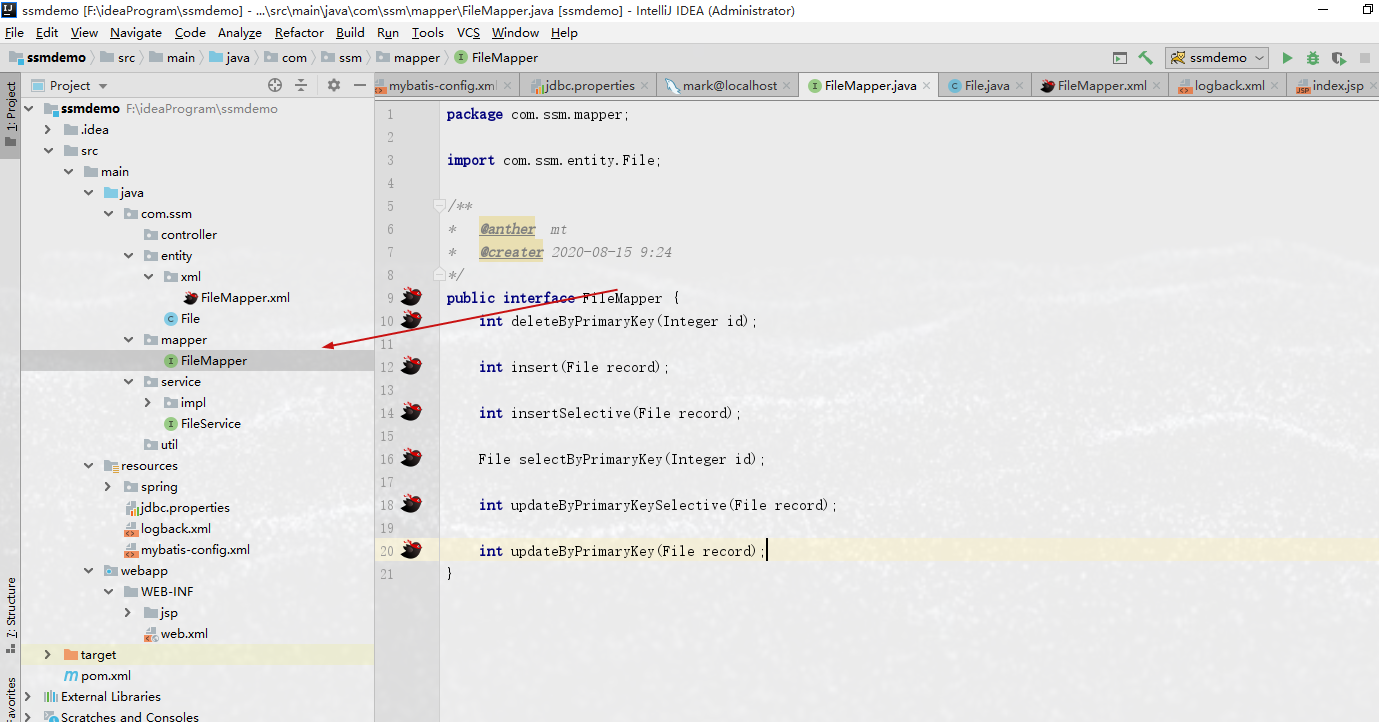 ssmdemo [F:\ideaProgram\ssmdemo] - ...\src\main\java\com\ssm\mapper\FileMapper.java [ssmdemo] - IntelliJ IDEA (Administrator)
File Edit View Navigate Code Analyze Refactor Build Run Tools VCS Window Help
ssmdemo src main java com ssm mapper FileMapper
ssmdemo
Project
mybatis-config.xml jdbc.properties mark@localhost FileMapper.java File.java FileMapper.xml logback.xml index.jsp
1: Project
7: Structure
avorites
ssmdemo F:\ideaProgram\ssmdemo
.idea
src
main
java
com.ssm
controller
entity
xml
FileMapper.xml
File
mapper
FileMapper
service
impl
FileService
util
resources
spring
jdbc.properties
logback.xml
mybatis-config.xml
webapp
WEB-INF
jsp
web.xml
target
pom.xml
External Libraries
Scratches and Consoles
1 package com.ssm.mapper;
2
3 import com.ssm.entity.File;
4
5 /**
6 * @anther mt
7 * @creater 2020-08-15 9:24
8 */
9 public interface FileMapper {
10 int deleteByPrimaryKey(Integer id);
11
12 int insert(File record);
13
14 int insertSelective(File record);
15
16 File selectByPrimaryKey(Integer id);
17
18 int updateByPrimaryKeySelective(File record);
19
20 int updateByPrimaryKey(File record);
21 }